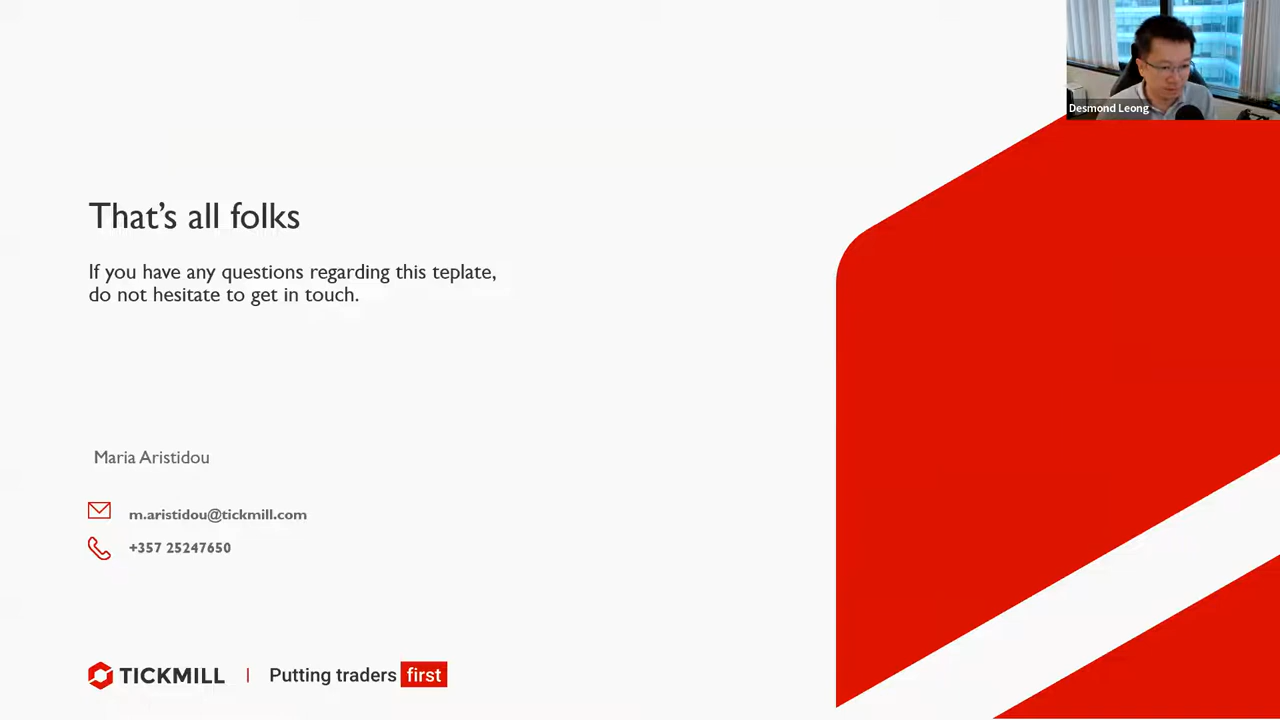 Desmond Leong
That's all folks
If you have any questions regarding this teplate,
do not hesitate to get in touch.
Maria Aristidou
m.aristidou@tickmill.com
+357 25247650
TICKMILL | Putting traders first